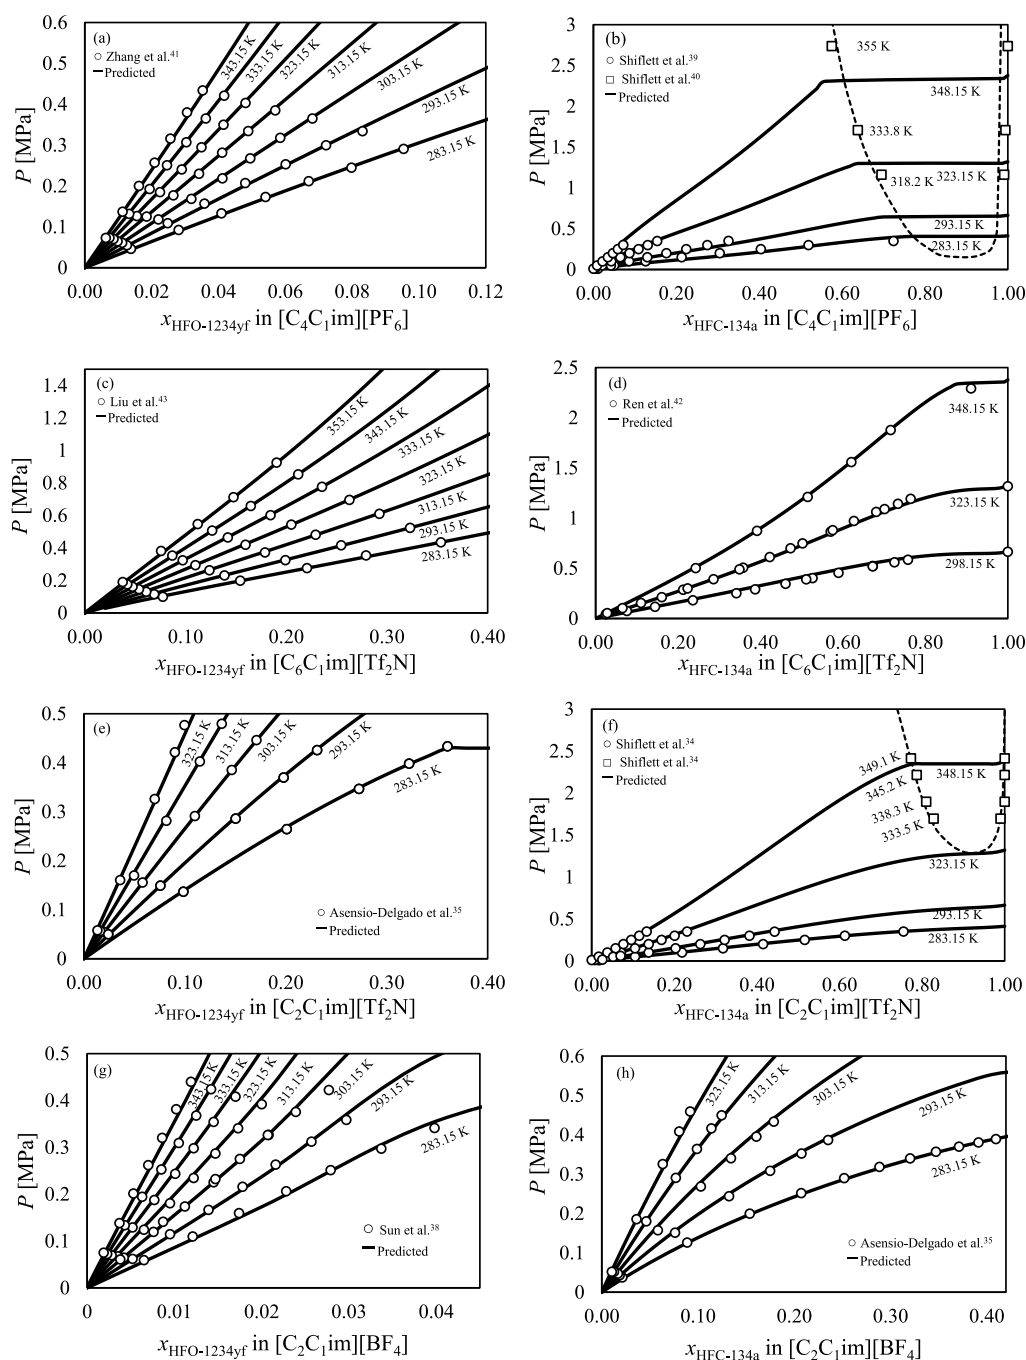 (a)
Zhang et al.41
Predicted
343.15 K
333.15 K
323.15 K
313.15 K
303.15 K
293.15 K
283.15 K
P [MPa]
0.6
0.5
0.4
0.3
0.2
0.1
0
0.00 0.02 0.04 0.06 0.08 0.10 0.12
xHFO-1234yf in [C4C1im][PF6]
(b)
Shiflett et al.39
Shiflett et al.40
Predicted
355 K
348.15 K
333.8 K
318.2 K
323.15 K
293.15 K
283.15 K
P [MPa]
3
2.5
2
1.5
1
0.5
0
0.00 0.20 0.40 0.60 0.80 1.00
xHFC-134a in [C4C1im][PF6]
(c)
Liu et al.43
Predicted
353.15 K
343.15 K
333.15 K
323.15 K
313.15 K
293.15 K
283.15 K
P [MPa]
1.4
1.2
1
0.8
0.6
0.4
0.2
0
0.00 0.10 0.20 0.30 0.40
xHFO-1234yf in [C6C1im][Tf2N]
(d)
Ren et al.42
Predicted
348.15 K
323.15 K
298.15 K
P [MPa]
2.5
2
1.5
1
0.5
0
0.00 0.20 0.40 0.60 0.80 1.00
xHFC-134a in [C6C1im][Tf2N]
(e)
323.15 K
313.15 K
303.15 K
293.15 K
283.15 K
Asensio-Delgado et al.35
Predicted
P [MPa]
0.5
0.4
0.3
0.2
0.1
0
0.00 0.10 0.20 0.30 0.40
xHFO-1234yf in [C2C1im][Tf2N]
(f)
Shiflett et al.34
Shiflett et al.34
Predicted
349.1 K
345.2 K
338.3 K
333.5 K
348.15 K
323.15 K
293.15 K
283.15 K
P [MPa]
3
2.5
2
1.5
1
0.5
0
0.00 0.20 0.40 0.60 0.80 1.00
xHFC-134a in [C2C1im][Tf2N]
(g)
343.15 K
333.15 K
323.15 K
313.15 K
303.15 K
293.15 K
283.15 K
Sun et al.38
Predicted
P [MPa]
0.5
0.4
0.3
0.2
0.1
0
0 0.01 0.02 0.03 0.04
xHFO-1234yf in [C2C1im][BF4]
(h)
323.15 K
313.15 K
303.15 K
293.15 K
283.15 K
Asensio-Delgado et al.35
Predicted
P [MPa]
0.6
0.5
0.4
0.3
0.2
0.1
0
0.00 0.10 0.20 0.30 0.40
xHFC-134a in [C2C1im][BF4]